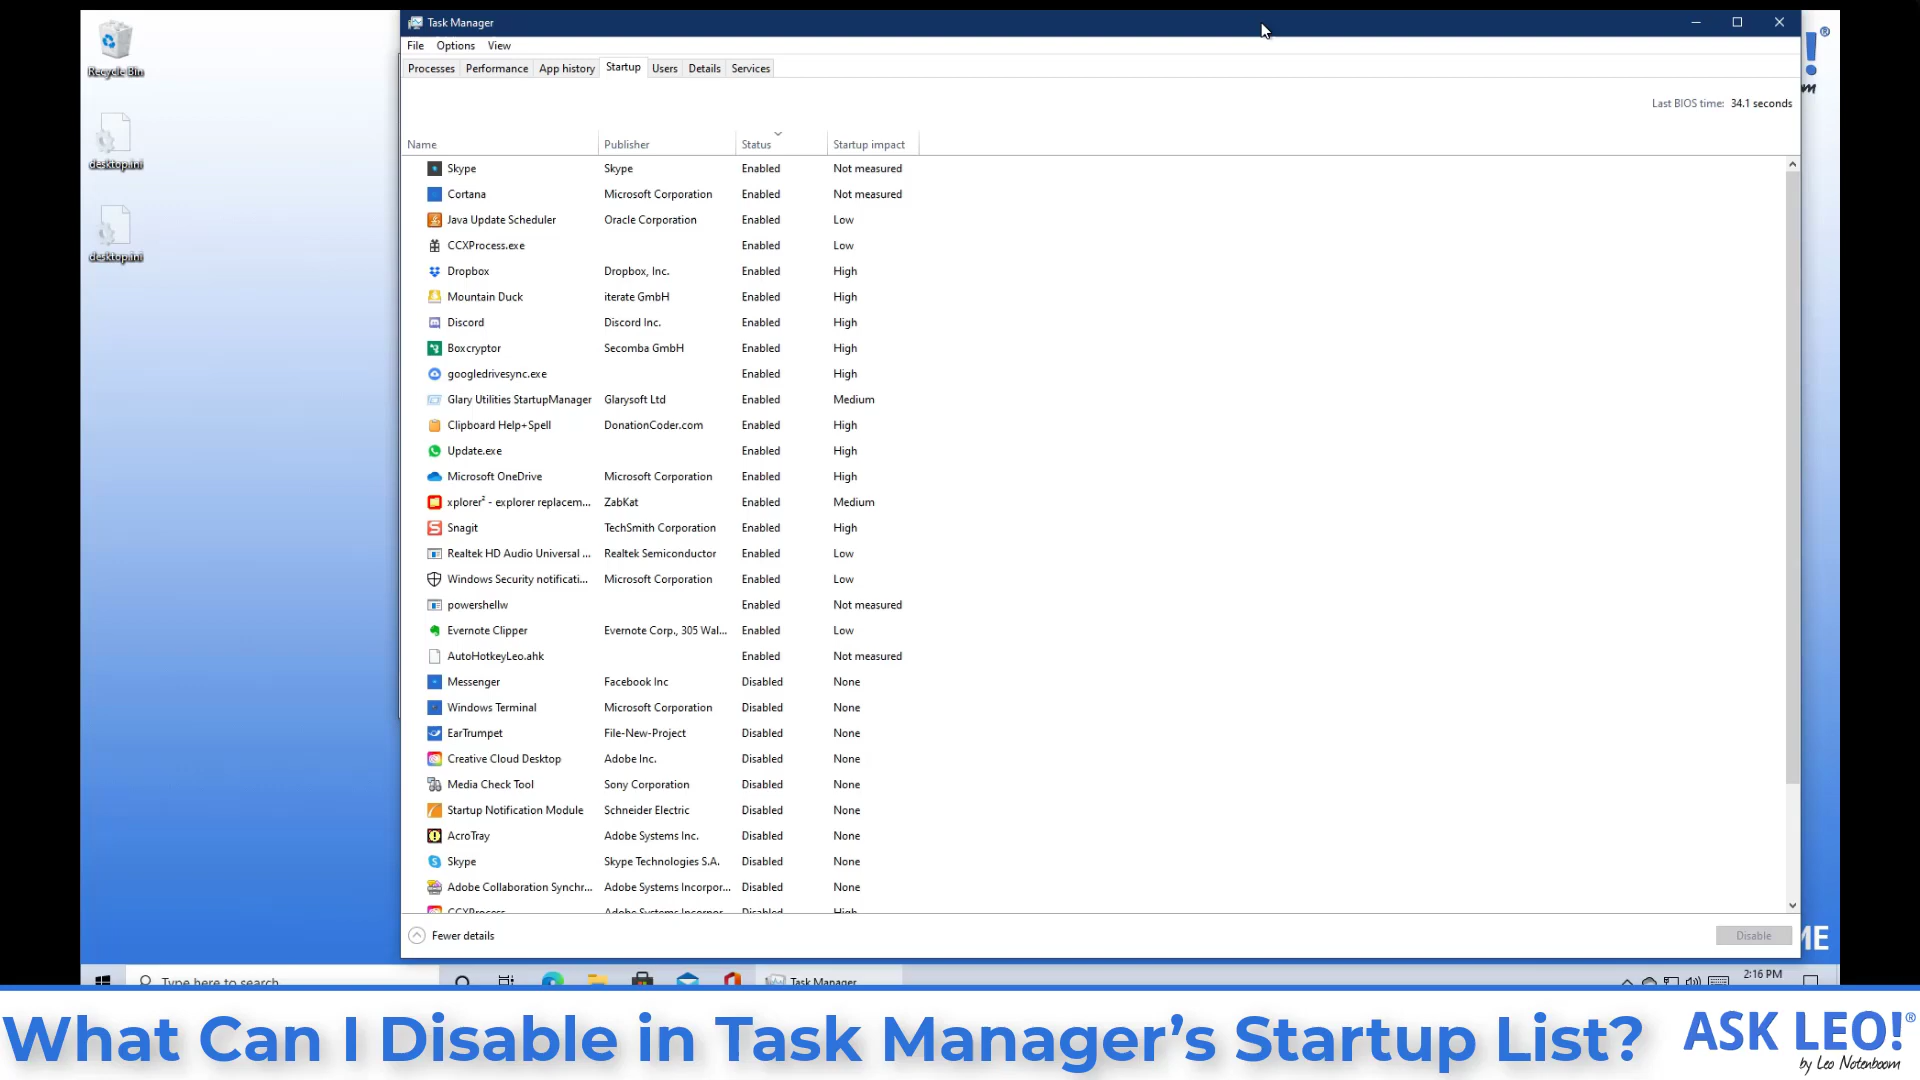 Task Manager
File Options View
Processes Performance App history Startup Users Details Services
Last BIOS time: 34.1 seconds
Name Publisher Status Startup impact
Skype Skype Enabled Not measured
Cortana Microsoft Corporation Enabled Not measured
Java Update Scheduler Oracle Corporation Enabled Low
CCXProcess.exe Enabled Low
Dropbox Dropbox, Inc. Enabled High
Mountain Duck iterate GmbH Enabled High
Discord Discord Inc. Enabled High
Boxcryptor Secomba GmbH Enabled High
googledrivesync.exe Enabled High
Glary Utilities StartupManager Glarysoft Ltd Enabled Medium
Clipboard Help+Spell DonationCoder.com Enabled High
Update.exe Enabled High
Microsoft OneDrive Microsoft Corporation Enabled High
xplorer² - explorer replacem... ZabKat Enabled Medium
Snagit TechSmith Corporation Enabled High
Realtek HD Audio Universal ... Realtek Semiconductor Enabled Low
Windows Security notificati... Microsoft Corporation Enabled Low
powershellw Enabled Not measured
Evernote Clipper Evernote Corp., 305 Wal... Enabled Low
AutoHotkeyLeo.ahk Enabled Not measured
Messenger Facebook Inc Disabled None
Windows Terminal Microsoft Corporation Disabled None
EarTrumpet File-New-Project Disabled None
Creative Cloud Desktop Adobe Inc. Disabled None
Media Check Tool Sony Corporation Disabled None
Startup Notification Module Schneider Electric Disabled None
AcroTray Adobe Systems Inc. Disabled None
Skype Skype Technologies S.A. Disabled None
Adobe Collaboration Synchr... Adobe Systems Incorpor... Disabled None
CCXProcess Adobe Systems Incorpor... Disabled High
Fewer details Disable
Recycle Bin
desktop.ini
desktop.ini
!®
m
ME
Type here to search Task Manager 2:16 PM
What Can I Disable in Task Manager’s Startup List?
ASK LEO!®
by Leo Notenboom